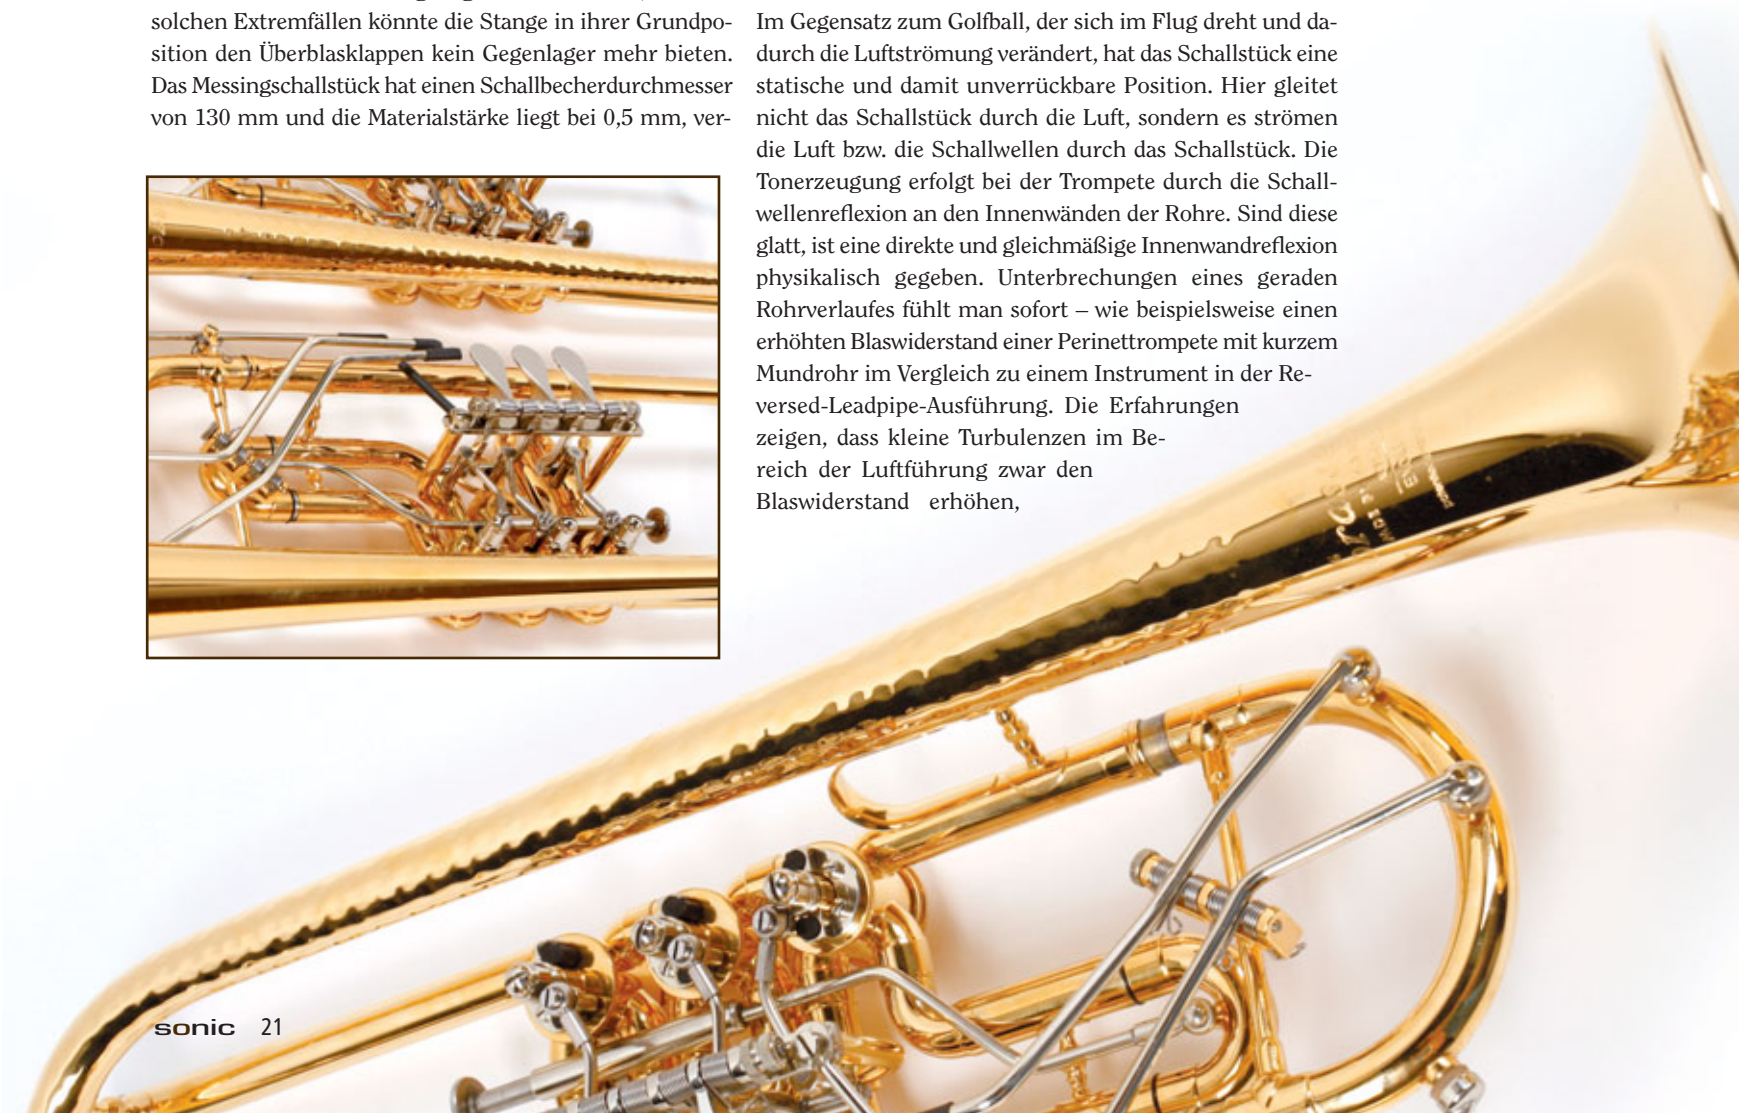 solchen Extremfällen könnte die Stange in ihrer Grundpo-
sition den Überblasklappen kein Gegenlager mehr bieten.
Das Messingschallstück hat einen Schallbecherdurchmesser
von 130 mm und die Materialstärke liegt bei 0,5 mm, ver-
Im Gegensatz zum Golfball, der sich im Flug dreht und da-
durch die Luftströmung verändert, hat das Schallstück eine
statische und damit unverrückbare Position. Hier gleitet
nicht das Schallstück durch die Luft, sondern es strömen
die Luft bzw. die Schallwellen durch das Schallstück. Die
Tonerzeugung erfolgt bei der Trompete durch die Schall-
wellenreflexion an den Innenwänden der Rohre. Sind diese
glatt, ist eine direkte und gleichmäßige Innenwandreflexion
physikalisch gegeben. Unterbrechungen eines geraden
Rohrverlaufes fühlt man sofort – wie beispielsweise einen
erhöhten Blaswiderstand einer Perinettrompete mit kurzem
Mundrohr im Vergleich zu einem Instrument in der Re-
versed-Leadpipe-Ausführung. Die Erfahrungen
zeigen, dass kleine Turbulenzen im Be-
reich der Luftführung zwar den
Blaswiderstand erhöhen,
sonic 21